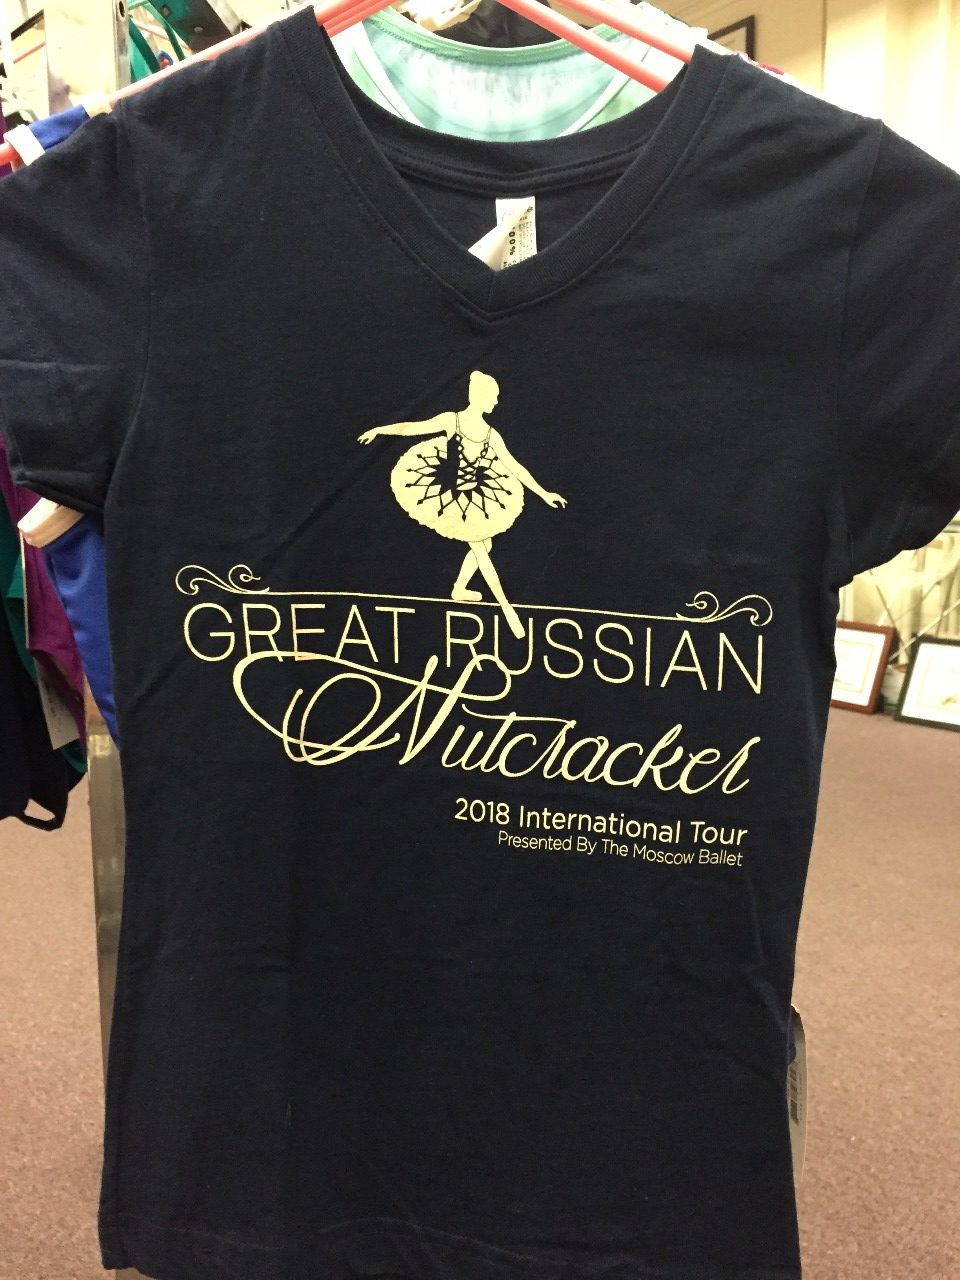 GREAT RUSSIAN
Nutcracker
2018 International Tour
Presented By The Moscow Ballet